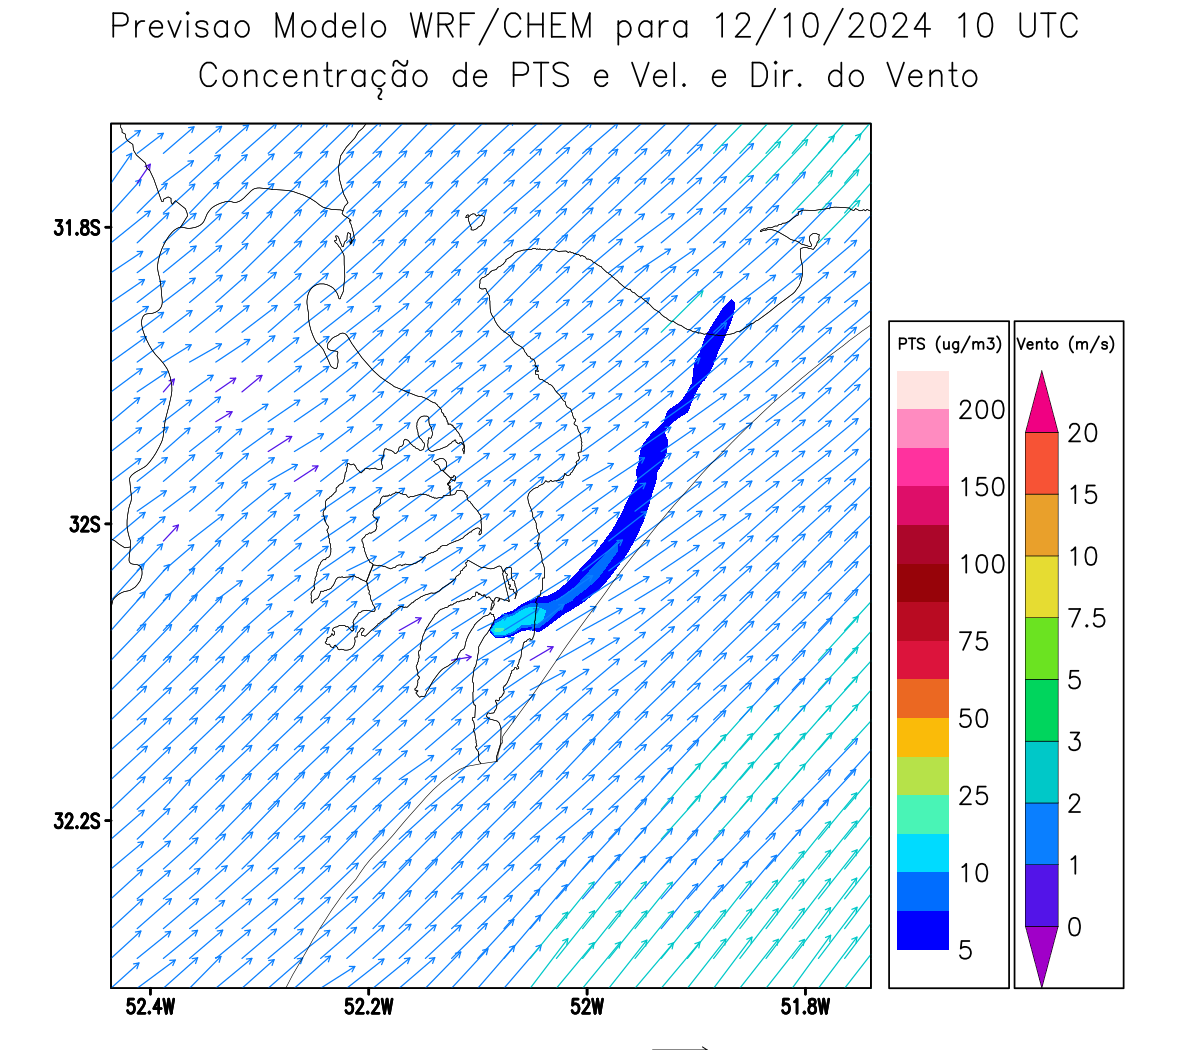 Previsao Modelo WRF/CHEM para 12/10/2024 10 UTC
Concentração de PTS e Vel. e Dir. do Vento
31.8S
32S
32.2S
52.4W
52.2W
52W
51.8W
PTS (ug/m3)
200
150
100
75
50
25
10
5
Vento (m/s)
20
15
10
7.5
5
3
2
1
0